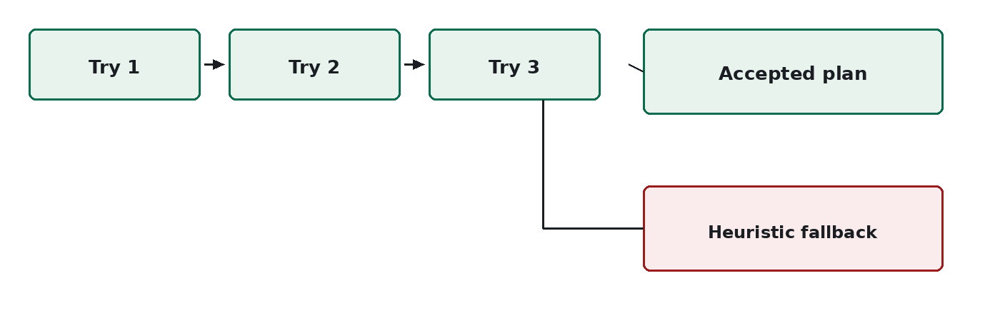 Try 1
Try 2
Try 3
Accepted plan
Heuristic fallback